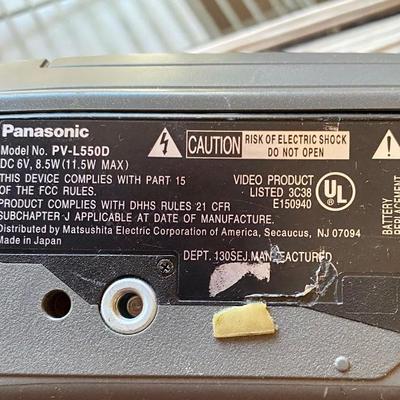 Panasonic
Model No. PV-L550D
DC 6V, 8.5W (11.5W MAX)
THIS DEVICE COMPLIES WITH PART 15
OF THE FCC RULES.
PRODUCT COMPLIES WITH DHHS RULES 21 CFR
SUBCHAPTER J APPLICABLE AT DATE OF MANUFACTURE.
Distributed by Matsushita Electric Corporation of America, Secaucus, NJ 07094
Made in Japan
CAUTION
RISK OF ELECTRIC SHOCK
DO NOT OPEN
VIDEO PRODUCT
LISTED 3C38
E150940
UL
DEPT. 130SEJ. MANUFACTURED
BATTERY
REPLACEMENT